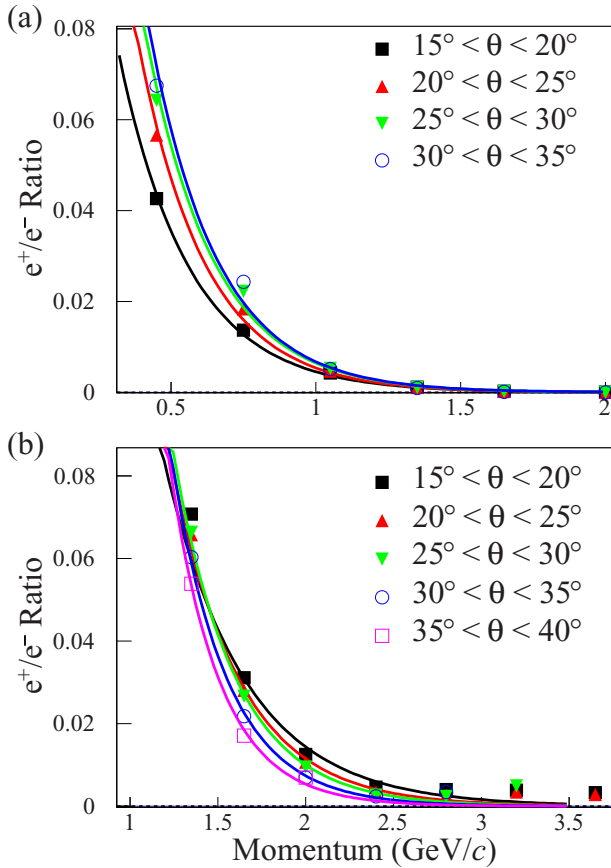 (a)
0.08
0.06
0.04
0.02
0
e⁺/e⁻ Ratio
15° < θ < 20°
20° < θ < 25°
25° < θ < 30°
30° < θ < 35°
0.5 1 1.5 2
(b)
0.08
0.06
0.04
0.02
0
e⁺/e⁻ Ratio
15° < θ < 20°
20° < θ < 25°
25° < θ < 30°
30° < θ < 35°
35° < θ < 40°
1 1.5 2 2.5 3 3.5
Momentum (GeV/c)